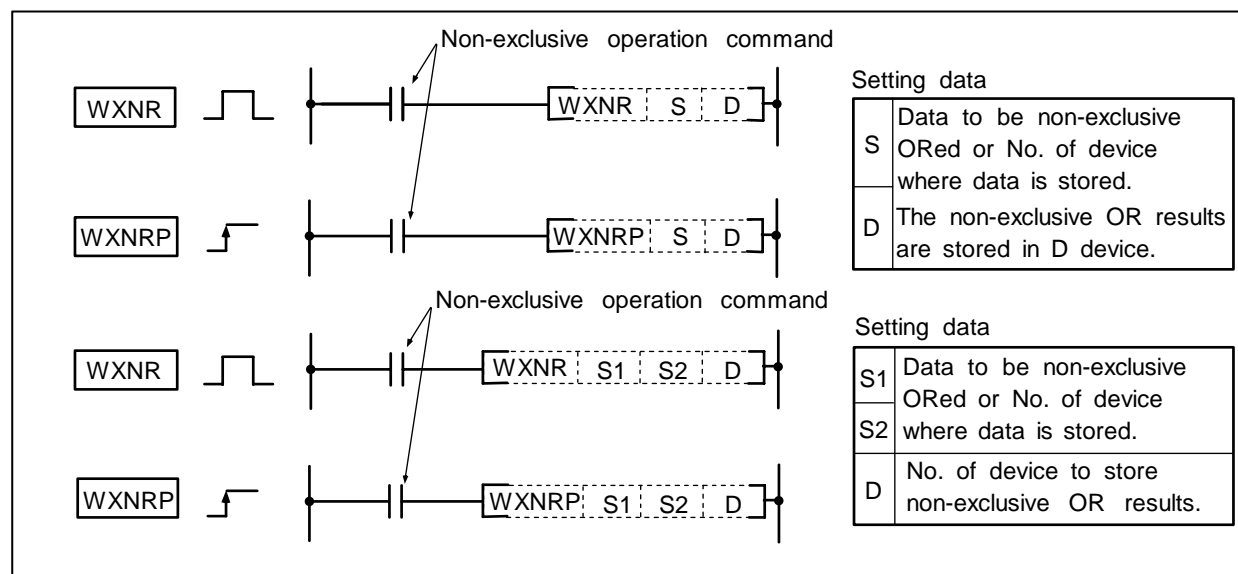 Non-exclusive operation command
WXNR
WXNR S D
WXNRP
WXNRP S D
Setting data
S
Data to be non-exclusive
ORed or No. of device
where data is stored.
D
The non-exclusive OR results
are stored in D device.
Non-exclusive operation command
WXNR
WXNR S1 S2 D
WXNRP
WXNRP S1 S2 D
Setting data
S1
S2
Data to be non-exclusive
ORed or No. of device
where data is stored.
D
No. of device to store
non-exclusive OR results.